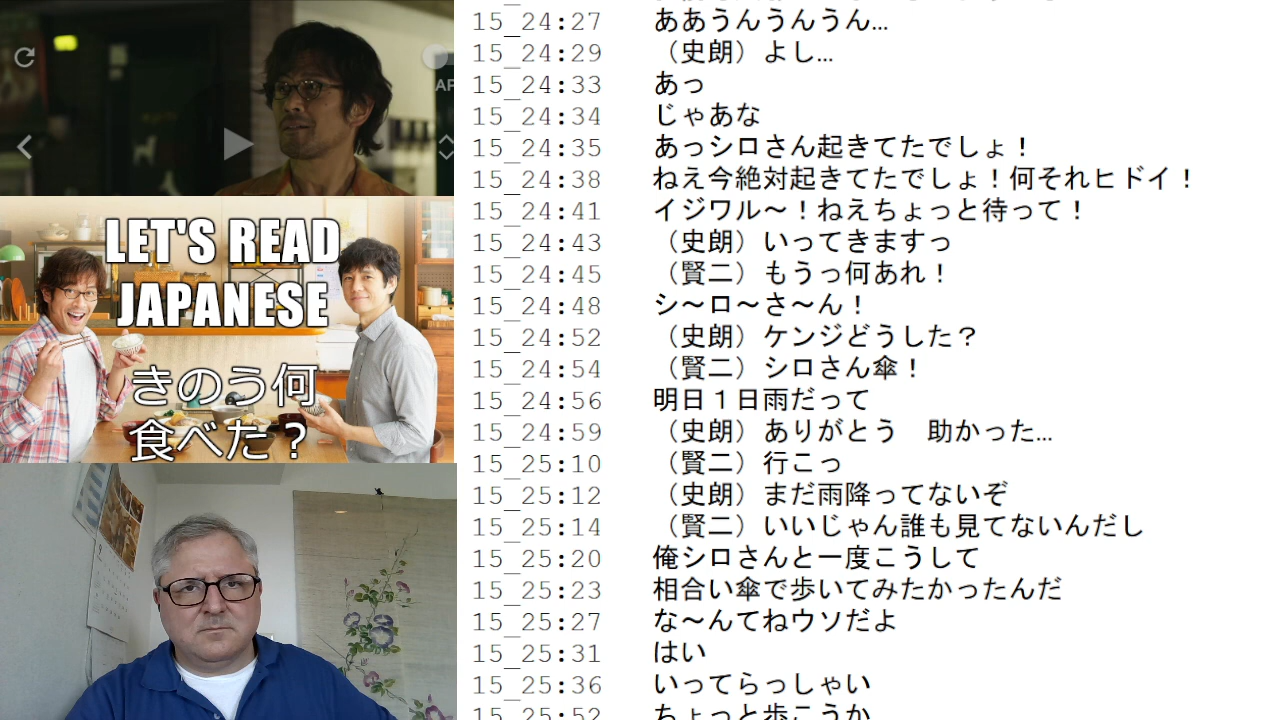 AP
LET'S READ
JAPANESE
きのう何
食べた？
15_24:27 ああうんうんうん…
15_24:29 （史朗）よし…
15_24:33 あっ
15_24:34 じゃあな
15_24:35 あっシロさん起きてたでしょ！
15_24:38 ねえ今絶対起きてたでしょ！何それヒドイ！
15_24:41 イジワル～！ねえちょっと待って！
15_24:43 （史朗）いってきますっ
15_24:45 （賢二）もうっ何あれ！
15_24:48 シ～ロ～さ～ん！
15_24:52 （史朗）ケンジどうした？
15_24:54 （賢二）シロさん傘！
15_24:56 明日１日雨だって
15_24:59 （史朗）ありがとう　助かった…
15_25:10 （賢二）行こっ
15_25:12 （史朗）まだ雨降ってないぞ
15_25:14 （賢二）いいじゃん誰も見てないんだし
15_25:20 俺シロさんと一度こうして
15_25:23 相合い傘で歩いてみたかったんだ
15_25:27 な～んてねウソだよ
15_25:31 はい
15_25:36 いってらっしゃい
15_25:52 ちょっと歩こうか